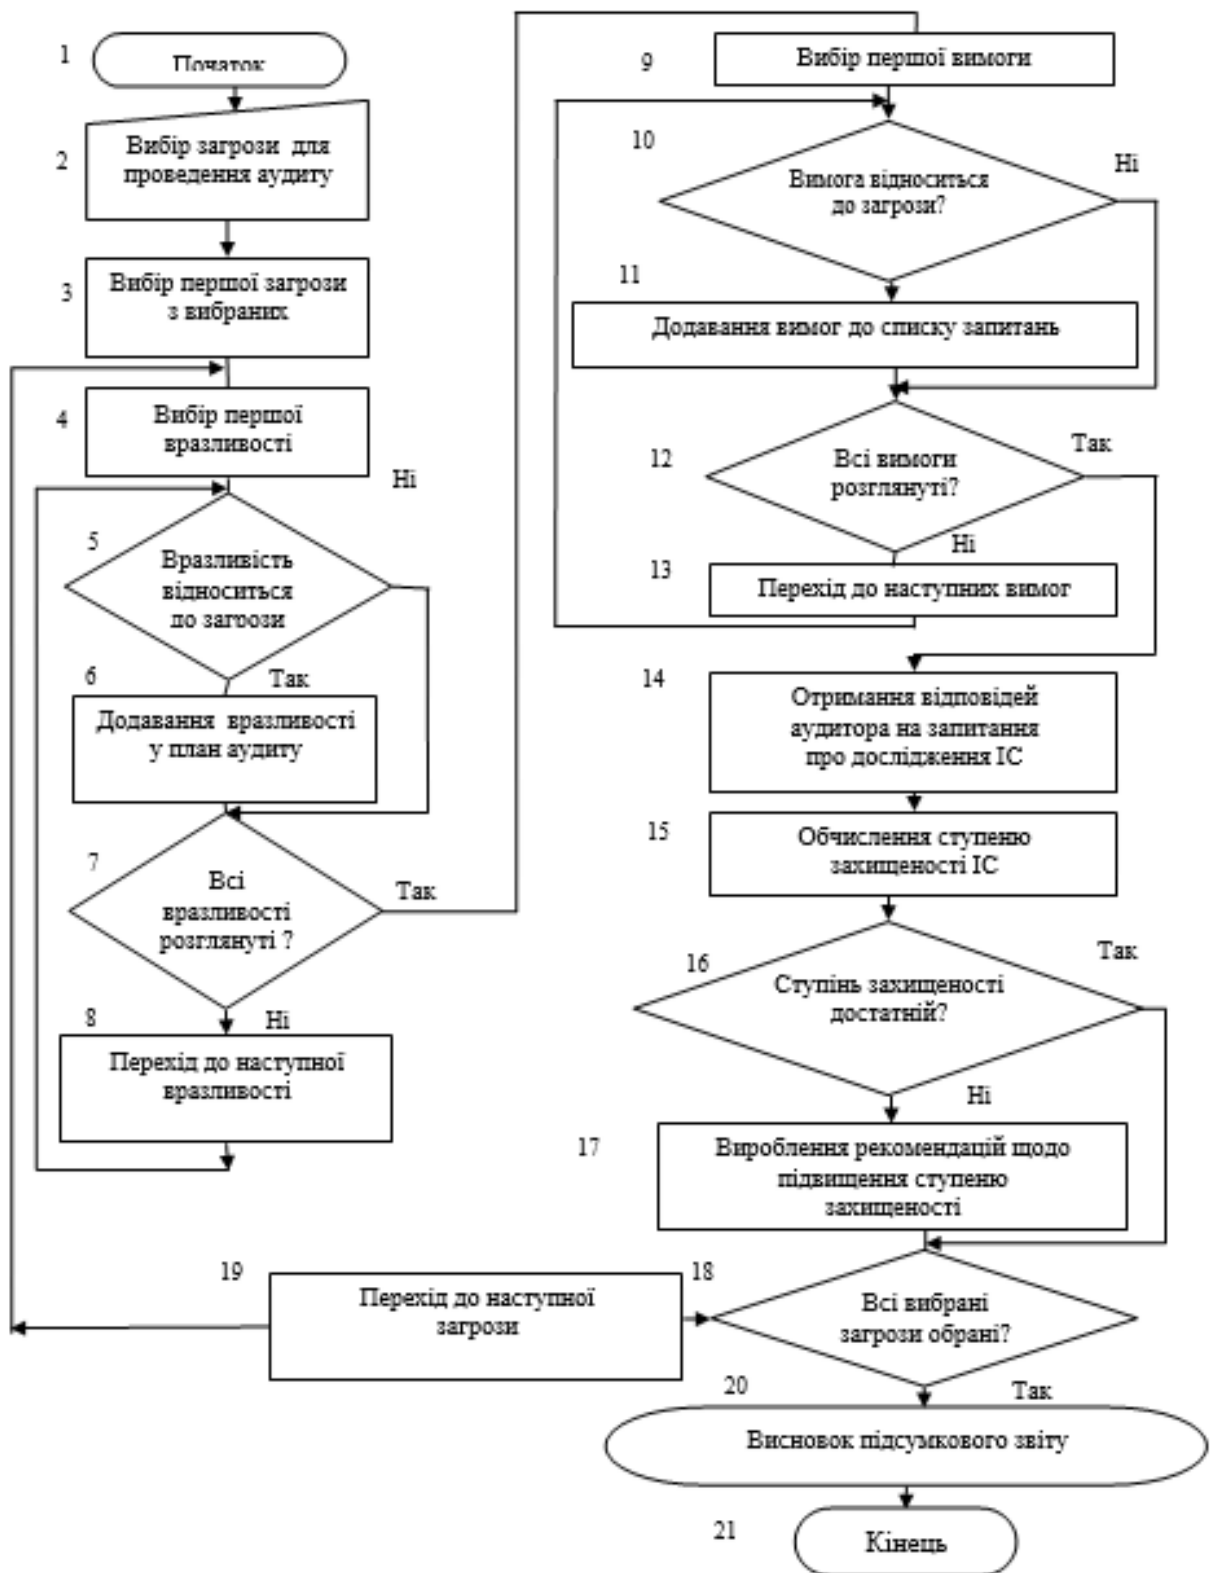 1
Початок
2
Вибір загрози для
проведення аудиту
3
Вибір першої загрози
з вибраних
4
Вибір першої
вразливості
Ні
5
Вразливість
відноситься
до загрози
6
Так
Додавання вразливості
у план аудиту
7
Всі
вразливості
розглянуті ?
Так
8
Ні
Перехід до наступної
вразливості
9
Вибір першої вимоги
10
Ні
Вимога відноситься
до загрози?
11
Додавання вимог до списку запитань
12
Так
Всі вимоги
розглянуті?
Ні
13
Перехід до наступних вимог
14
Отримання відповідей
аудитора на запитання
про дослідження ІС
15
Обчислення ступеню
захищеності ІС
16
Так
Ступінь захищеності
достатній?
Ні
17
Вироблення рекомендацій щодо
підвищення ступеню
захищеності
18
Всі вибрані
загрози обрані?
19
Перехід до наступної
загрози
20
Так
Висновок підсумкового звіту
21
Кінець